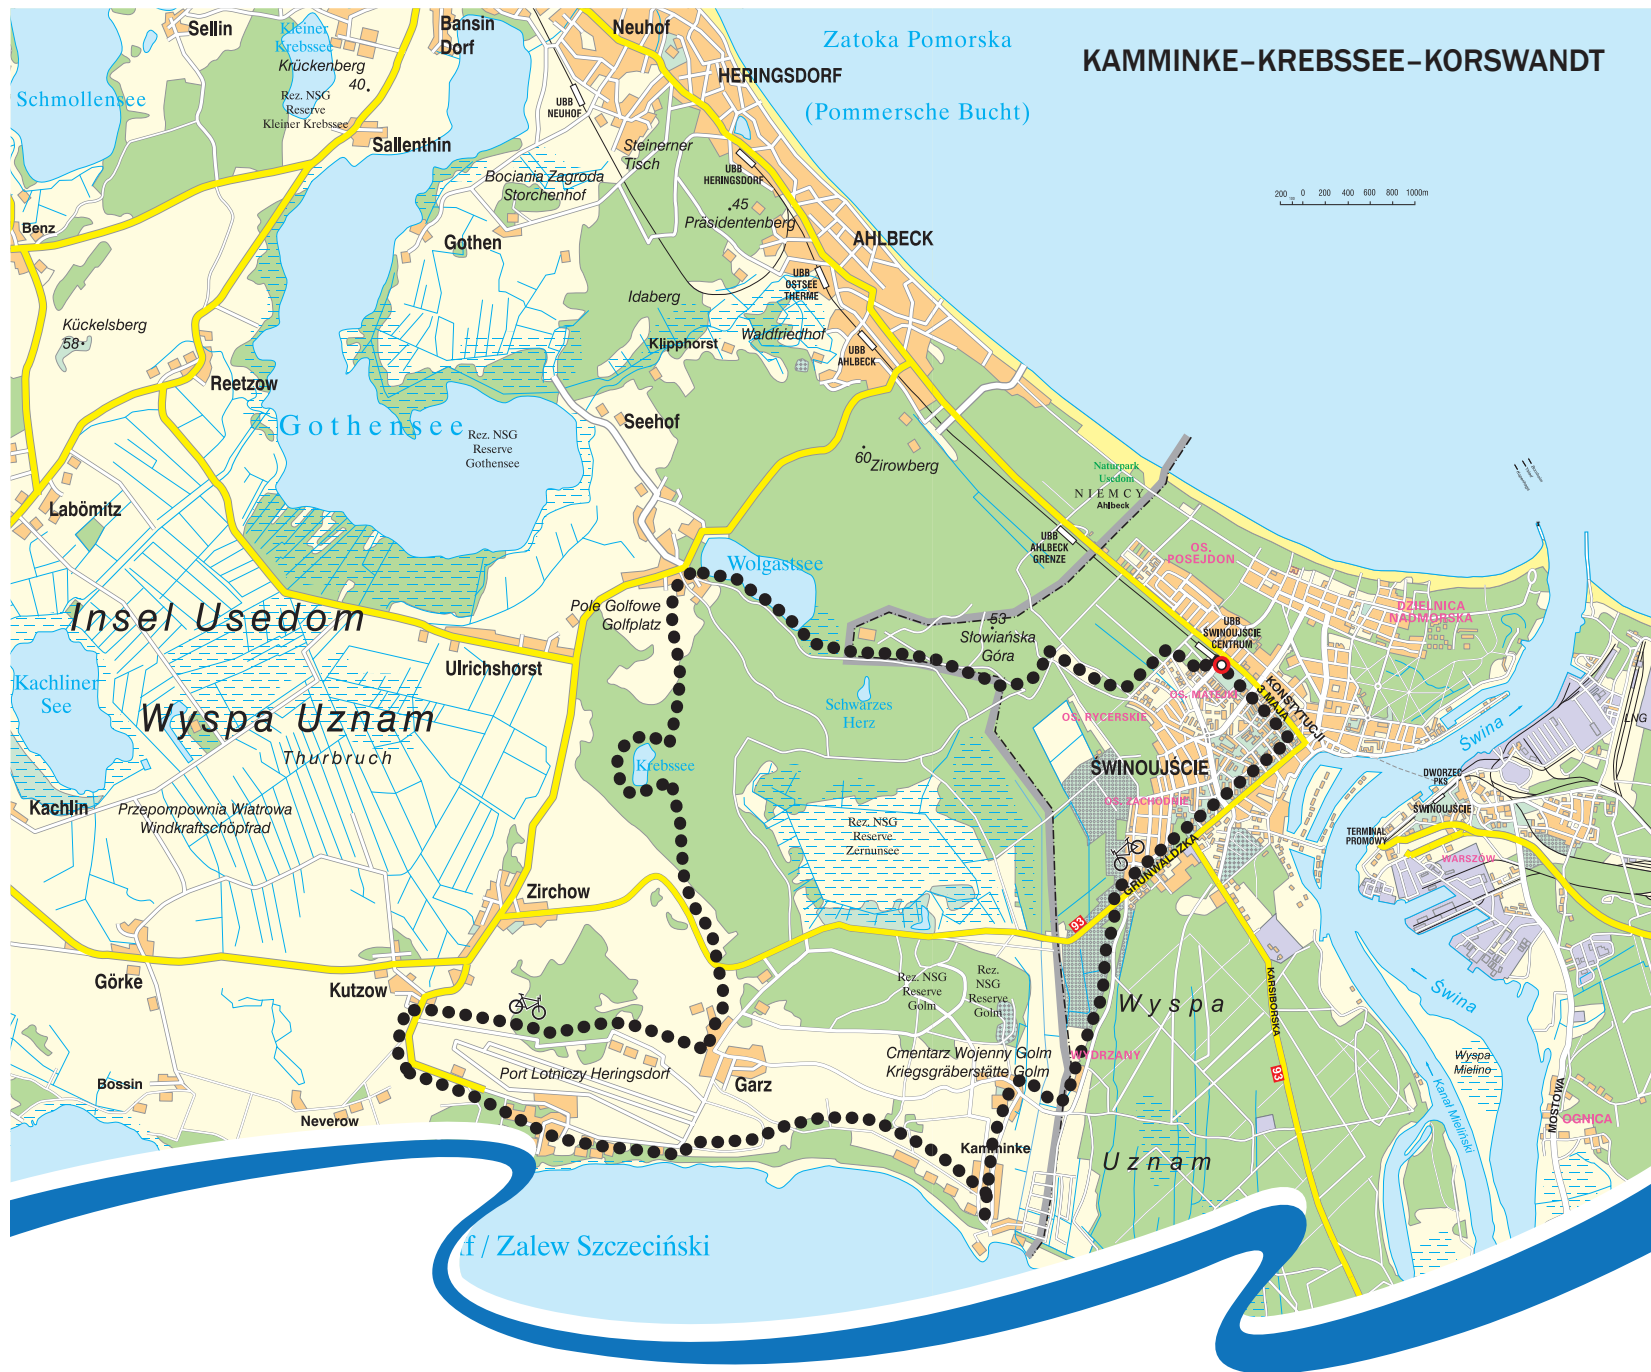 KAMMINKE–KREBSSEE–KORSWANDT
Sellin
Kleiner
Krebssee
Krückenberg
40
Rez. NSG
Reserve
Kleiner Krebssee
Bansin
Dorf
Neuhof
Zatoka Pomorska
(Pommersche Bucht)
HERINGSDORF
Schmollensee
UBB
NEUHOF
Sallenthin
Steinerner
Tisch
UBB
HERINGSDORF
Bociania Zagroda
Storchenhof
45
Präsidentenberg
200 0 200 400 600 800 1000m
Benz
Gothen
AHLBECK
UBB
OSTSEE
THERME
Idaberg
Kückelsberg
58
Klipphorst
Waldfriedhof
UBB
AHLBECK
Reetzow
Gothensee
Rez. NSG
Reserve
Gothensee
Seehof
60
Zirowberg
Naturpark
Usedom
NIEMCY
Ahlbeck
Labömitz
UBB
AHLBECK
GRENZE
OS.
POSEJDON
Wolgastsee
Insel Usedom
Pole Golfowe
Golfplatz
53
Słowiańska
Góra
UBB
ŚWINOUJŚCIE
CENTRUM
DZIELNICA
NADMORSKA
Ulrichshorst
Kachliner
See
Wyspa Uznam
Thurbruch
Schwarzes
Herz
OS. MATEJKI
OS. RYCERSKIE
KONSTYTUCJI
3 MAJA
Świna
LNG
Krebssee
ŚWINOUJŚCIE
DWORZEC
PKS
ŚWINOUJŚCIE
Kachlin
Przepompownia Wiatrowa
Windkraftschöpfrad
OS. ZACHODNIE
Rez. NSG
Reserve
Zernunsee
TERMINAL
PROMOWY
WARSZÓW
GRUNWALDZKA
Zirchow
93
Görke
Kutzow
Rez. NSG
Reserve
Golm
Rez.
NSG
Reserve
Golm
Wyspa
KARSIBORSKA
Świna
Cmentarz Wojenny Golm
Kriegsgräberstätte Golm
WYDRZANY
Wyspa
Mielino
Port Lotniczy Heringsdorf
Garz
93
Bossin
Kanał Mieliński
MOSTOWA
OGNICA
Neverow
Kamminke
Uznam
f / Zalew Szczeciński